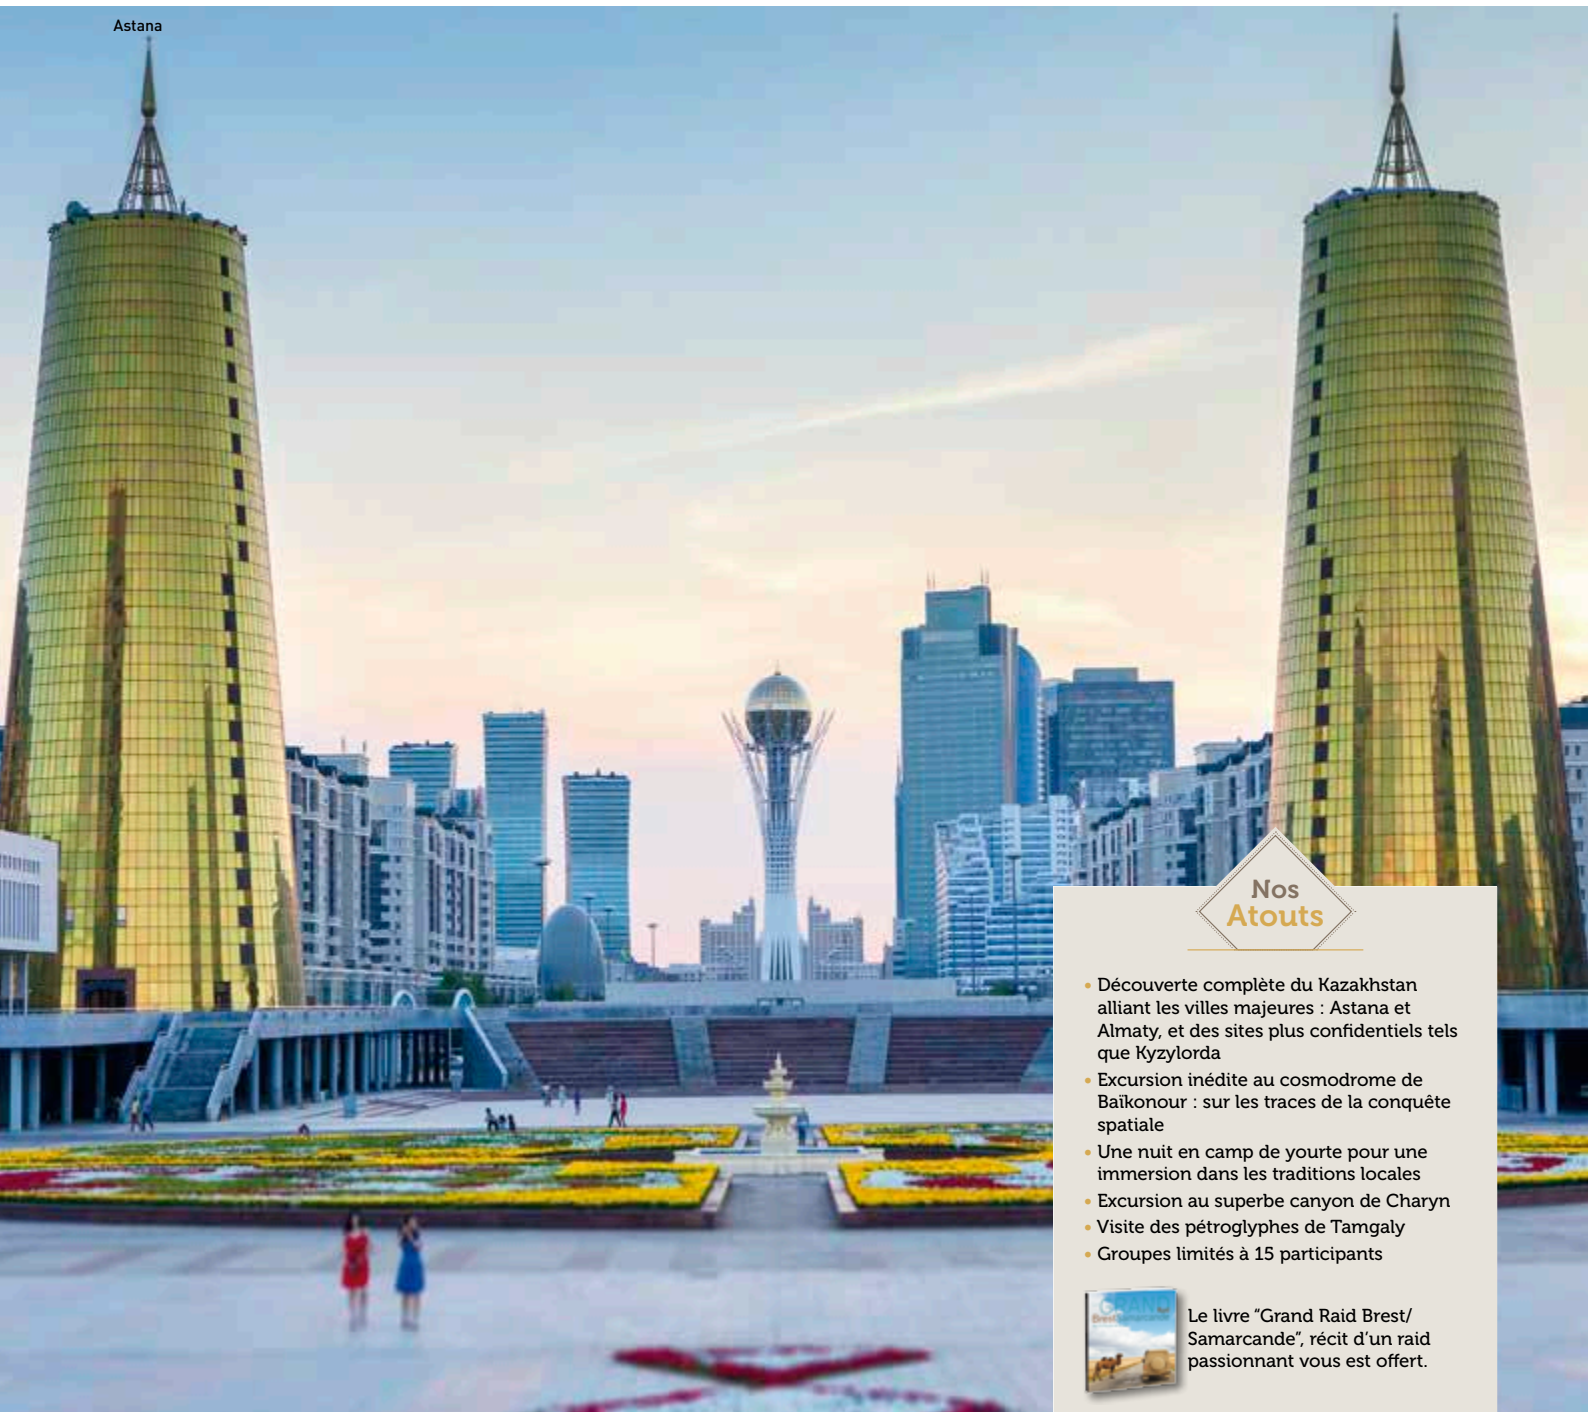 Astana
Nos
Atouts
• Découverte complète du Kazakhstan
alliant les villes majeures : Astana et
Almaty, et des sites plus confidentiels tels
que Kyzylorda
• Excursion inédite au cosmodrome de
Baïkonour : sur les traces de la conquête
spatiale
• Une nuit en camp de yourte pour une
immersion dans les traditions locales
• Excursion au superbe canyon de Charyn
• Visite des pétroglyphes de Tamgaly
• Groupes limités à 15 participants
GRAND
Brest Samarcande
Le livre “Grand Raid Brest/
Samarcande”, récit d’un raid
passionnant vous est offert.